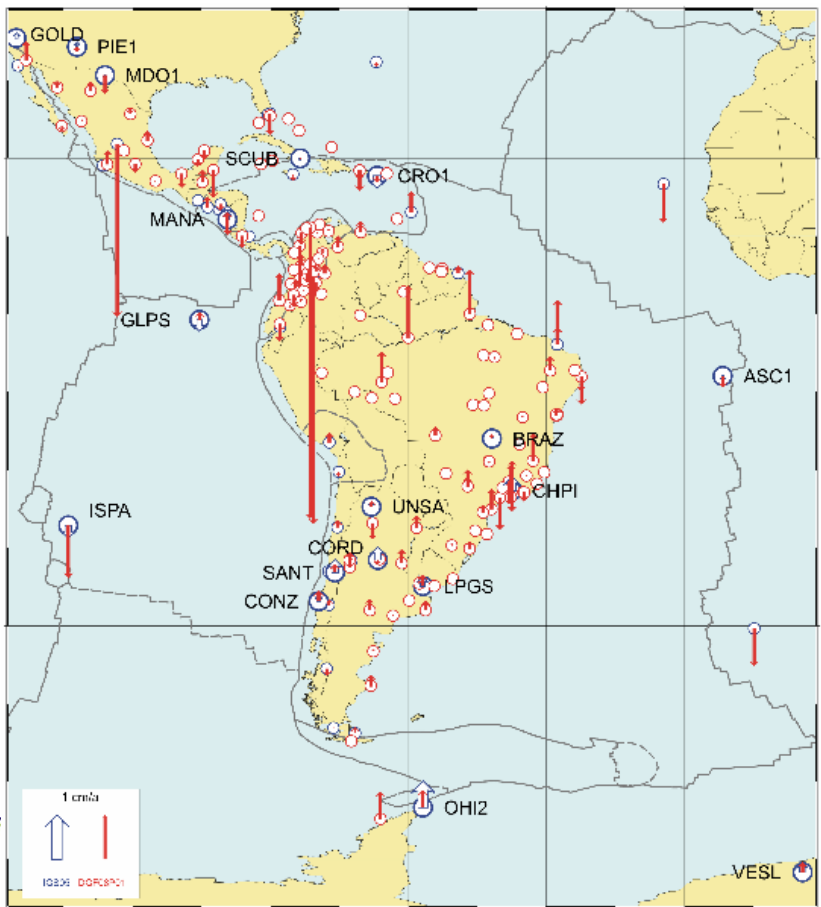 GOLD
PIE1
MDO1
SCUB
CRO1
MANA
GLPS
ASC1
BRAZ
ISPA
UNSA
CHPI
CORD
SANT
LPGS
CONZ
1 cm/a
OHI2
VESL